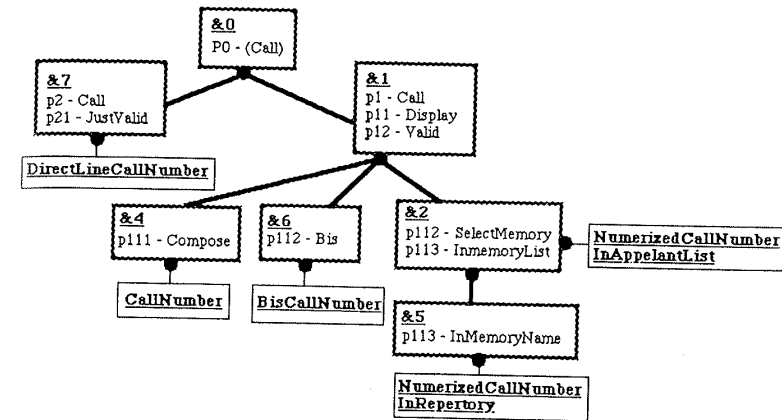 &0
P0 - (Call)
&7
p2 - Call
p21 - JustValid
&1
p1 - Call
p11 - Display
p12 - Valid
DirectLineCallNumber
&4
p111 - Compose
&6
p112 - Bis
&2
p112 - SelectMemory
p113 - InmemoryList
NumerizedCallNumber
InAppelantList
CallNumber
BisCallNumber
&5
p113 - InMemoryName
NumerizedCallNumber
InRepertory